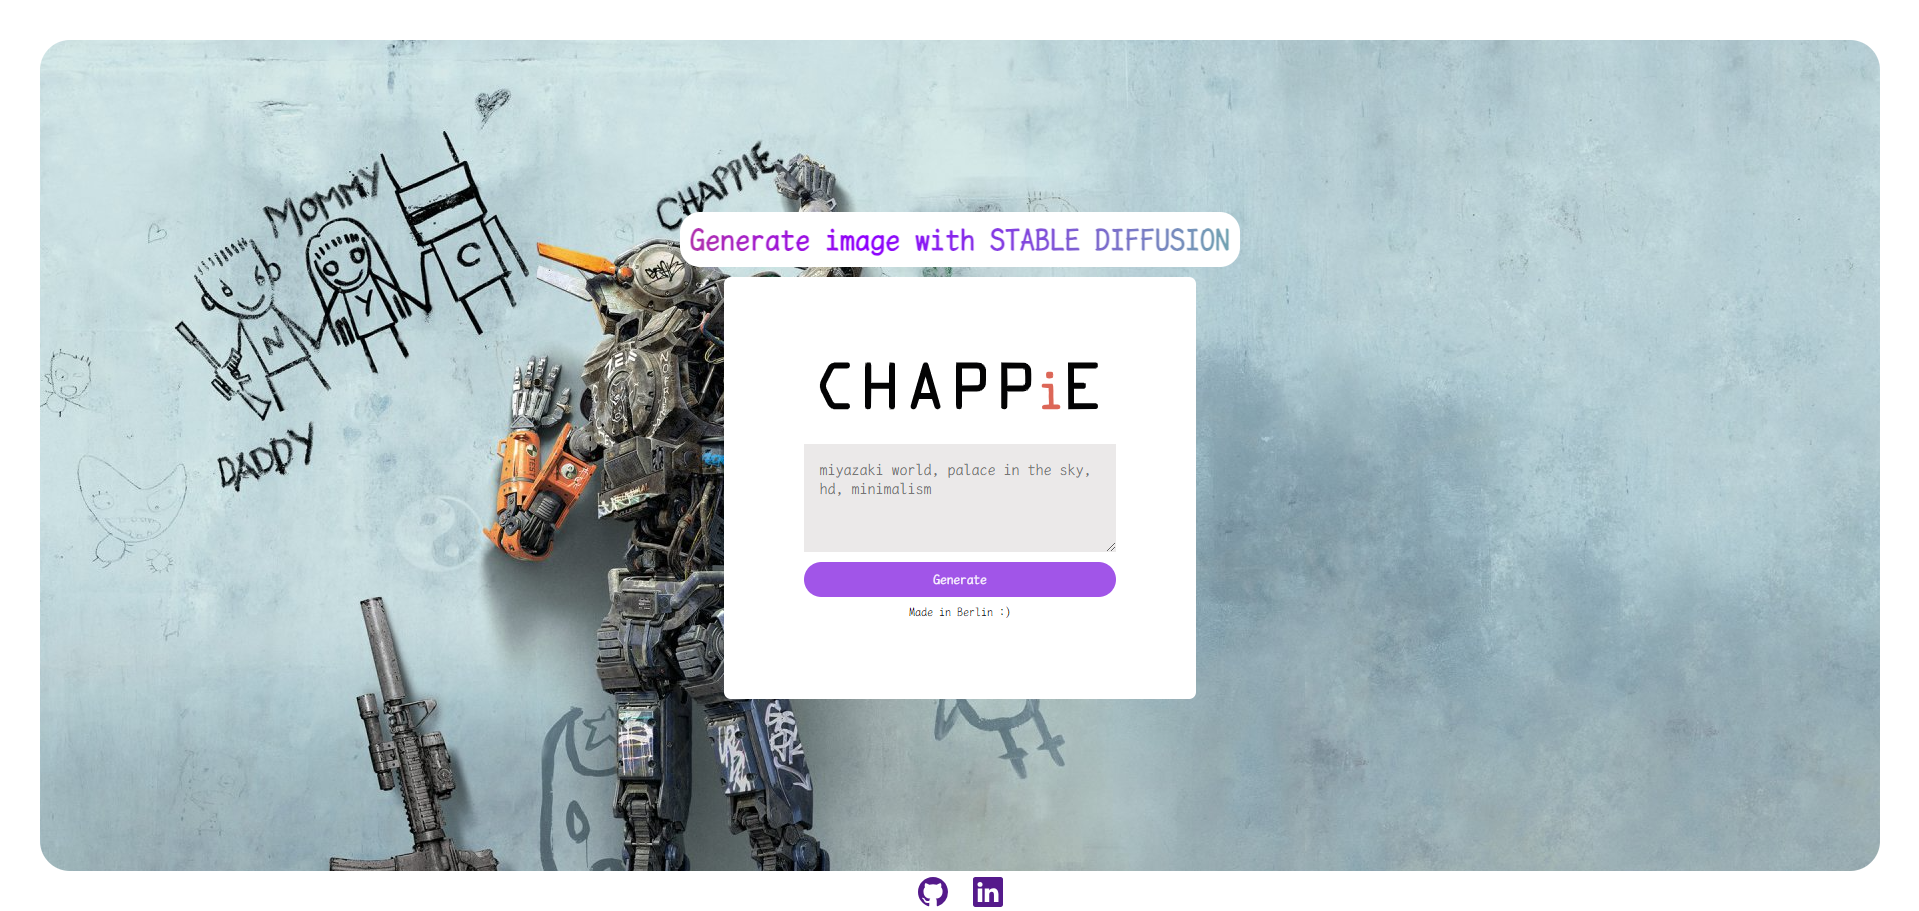 MOMMY
CHAPPIE
C
N
Y
DADDY
Generate image with STABLE DIFFUSION
CHAPPiE
miyazaki world, palace in the sky,
hd, minimalism
Generate
Made in Berlin :)
in